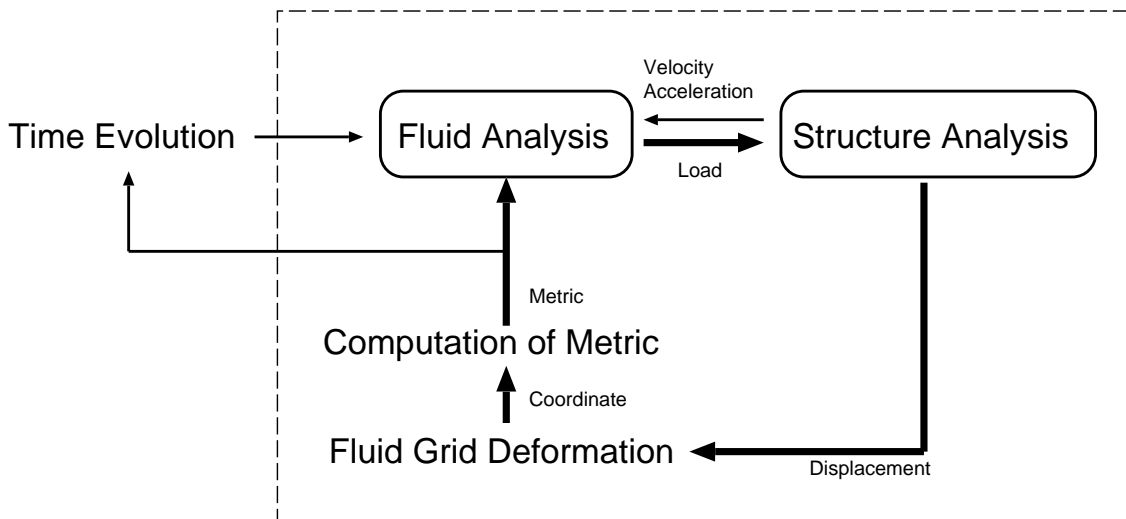 Velocity
Acceleration
Time Evolution
Fluid Analysis
Structure Analysis
Load
Metric
Computation of Metric
Coordinate
Fluid Grid Deformation
Displacement